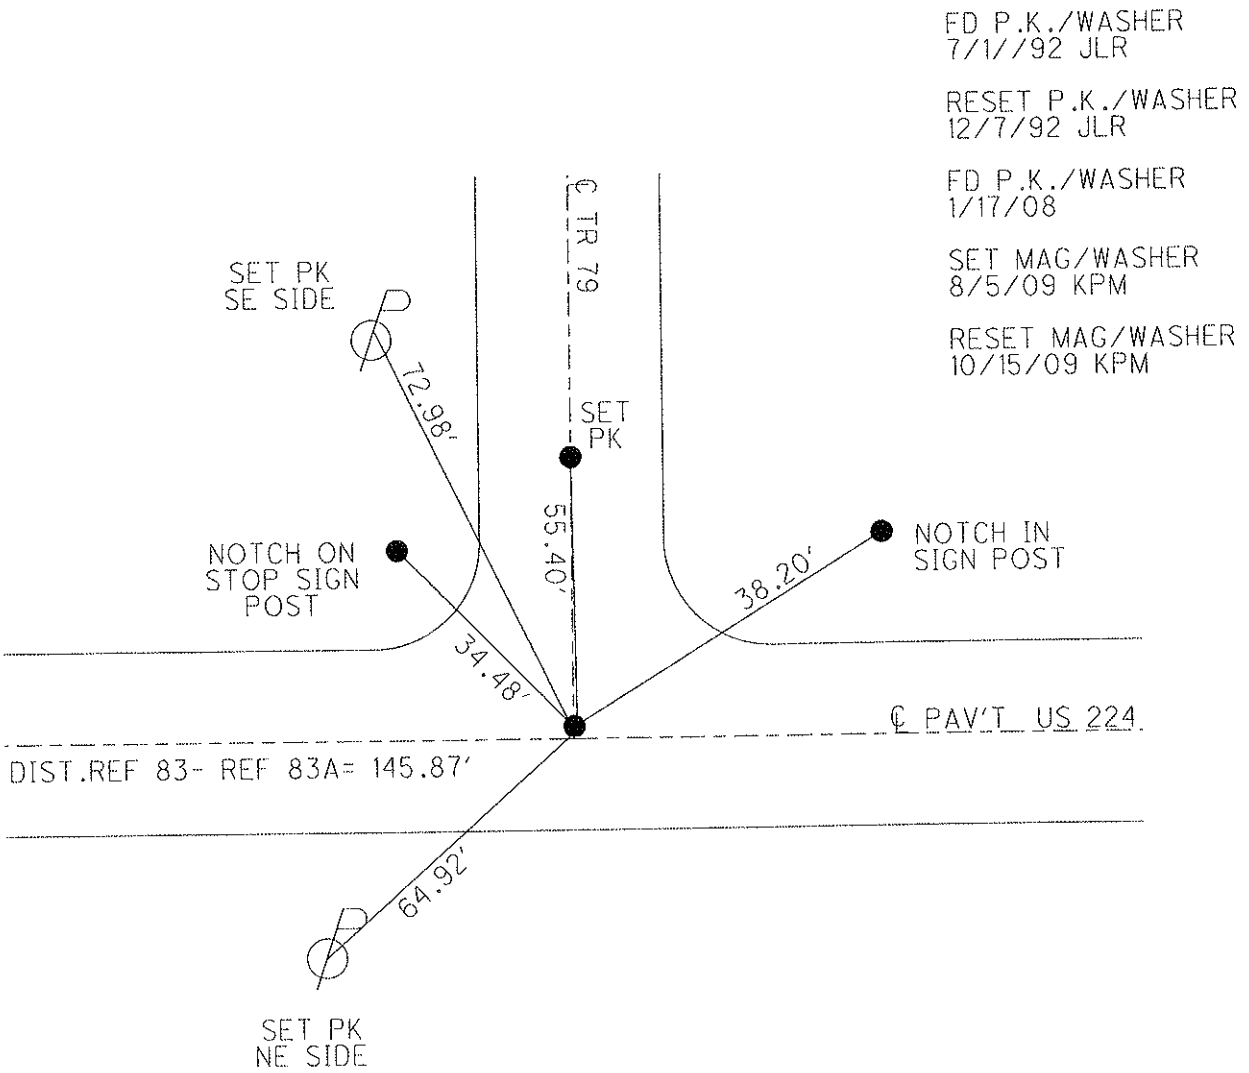 FD P.K./WASHER
7/1//92 JLR
RESET P.K./WASHER
12/7/92 JLR
FD P.K./WASHER
1/17/08
SET MAG/WASHER
8/5/09 KPM
RESET MAG/WASHER
10/15/09 KPM
℄ TR 79
SET PK
SE SIDE
72.98'
SET
PK
55.40'
NOTCH ON
STOP SIGN
POST
34.48'
38.20'
NOTCH IN
SIGN POST
℄ PAV'T US 224
DIST.REF 83- REF 83A= 145.87'
64.92'
SET PK
NE SIDE